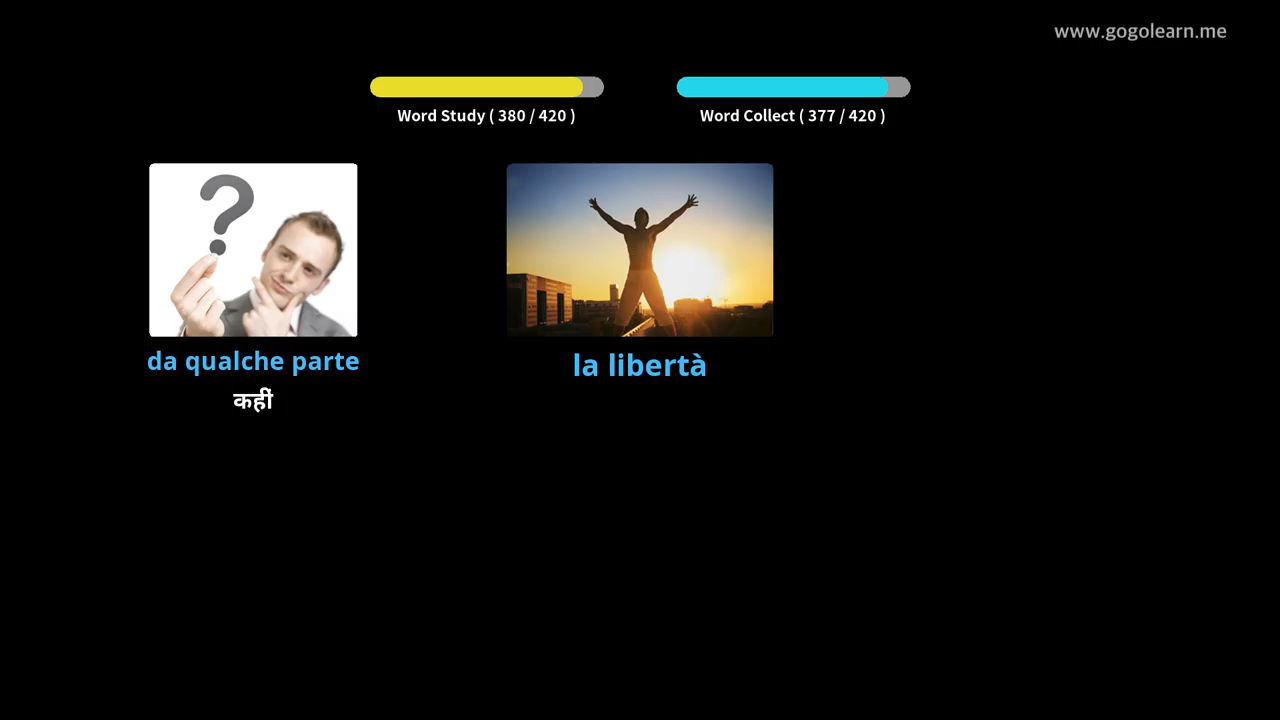 www.gogolearn.me
Word Study ( 380 / 420 )
Word Collect ( 377 / 420 )
da qualche parte
कहीं
la libertà